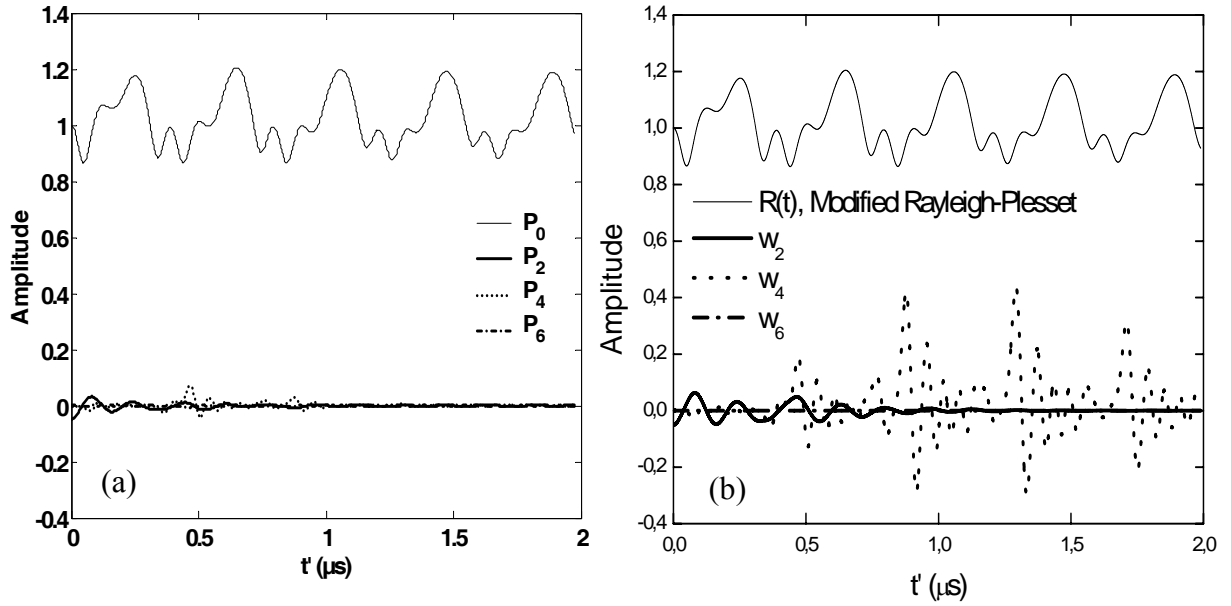 1.4
1.2
1
0.8
0.6
0.4
0.2
0
-0.2
-0.4
Amplitude
P0
P2
P4
P6
(a)
0
0.5
1
1.5
2
t' (μs)
1,4
1,2
1,0
0,8
0,6
0,4
0,2
0,0
-0,2
-0,4
Amplitude
R(t), Modified Rayleigh-Plesset
w2
w4
w6
(b)
0,0
0,5
1,0
1,5
2,0
t' (μs)